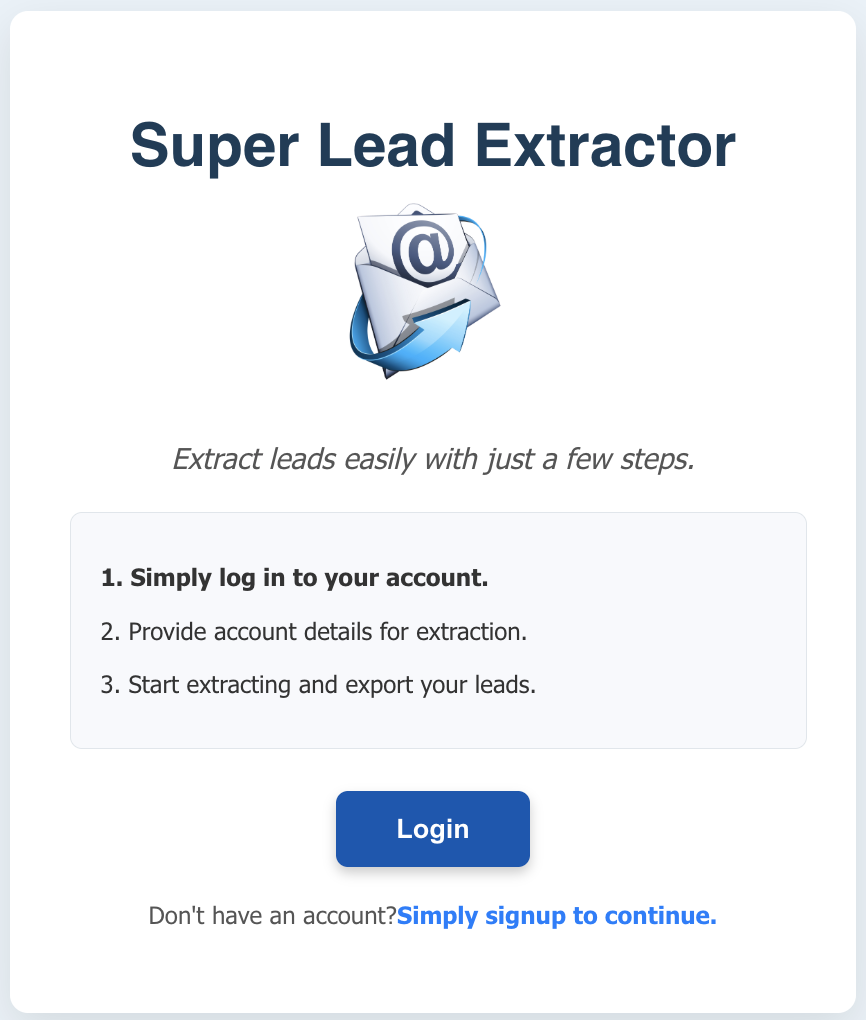 Super Lead Extractor
@
Extract leads easily with just a few steps.
1. Simply log in to your account.
2. Provide account details for extraction.
3. Start extracting and export your leads.
Login
Don't have an account?Simply signup to continue.